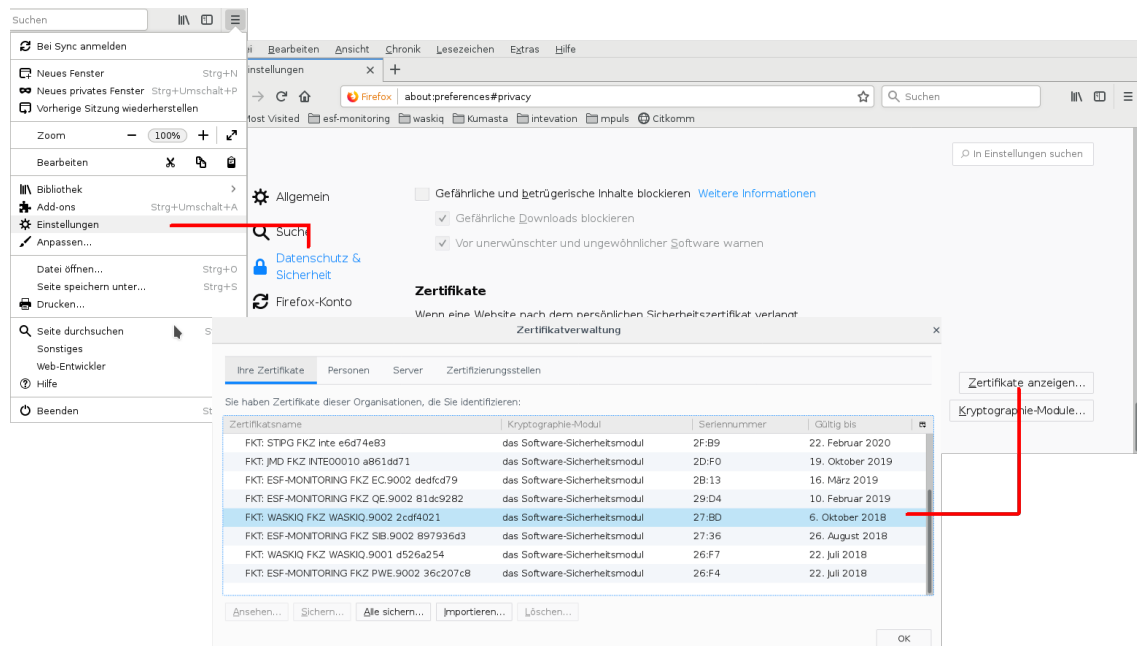 Suchen
Bei Sync anmelden
Neues Fenster Strg+N
Neues privates Fenster Strg+Umschalt+P
Vorherige Sitzung wiederherstellen
Zoom 100%
Bearbeiten
Bibliothek
Add-ons Strg+Umschalt+A
Einstellungen
Anpassen...
Datei öffnen... Strg+O
Seite speichern unter... Strg+S
Drucken...
Seite durchsuchen
Sonstiges
Web-Entwickler
Hilfe
Beenden
Bearbeiten Ansicht Chronik Lesezeichen Extras Hilfe
instellungen
Firefox about:preferences#privacy Suchen
Most Visited esf-monitoring waskiq Kumasta intevation mpuls Citkomm
In Einstellungen suchen
Allgemein
Suche
Datenschutz &
Sicherheit
Firefox-Konto
Gefährliche und betrügerische Inhalte blockieren Weitere Informationen
Gefährliche Downloads blockieren
Vor unerwünschter und ungewöhnlicher Software warnen
Zertifikate
Wenn eine Website nach dem persönlichen Sicherheitszertifikat verlangt
Zertifikate anzeigen...
Kryptographie-Module...
Zertifikatverwaltung
Ihre Zertifikate Personen Server Zertifizierungsstellen
Sie haben Zertifikate dieser Organisationen, die Sie identifizieren:
Zertifikatsname Kryptographie-Modul Seriennummer Gültig bis
FKT: STIPG FKZ inte e6d74e83 das Software-Sicherheitsmodul 2F:B9 22. Februar 2020
FKT: JMD FKZ INTE00010 a861dd71 das Software-Sicherheitsmodul 2D:F0 19. Oktober 2019
FKT: ESF-MONITORING FKZ EC.9002 dedfcd79 das Software-Sicherheitsmodul 2B:13 16. März 2019
FKT: ESF-MONITORING FKZ QE.9002 81dc9282 das Software-Sicherheitsmodul 29:D4 10. Februar 2019
FKT: WASKIQ FKZ WASKIQ.9002 2cdf4021 das Software-Sicherheitsmodul 27:BD 6. Oktober 2018
FKT: ESF-MONITORING FKZ SIB.9002 897936d3 das Software-Sicherheitsmodul 27:36 26. August 2018
FKT: WASKIQ FKZ WASKIQ.9001 d526a254 das Software-Sicherheitsmodul 26:F7 22. Juli 2018
FKT: ESF-MONITORING FKZ PWE.9002 36c207c8 das Software-Sicherheitsmodul 26:F4 22. Juli 2018
Ansehen... Sichern... Alle sichern... Importieren... Löschen...
OK